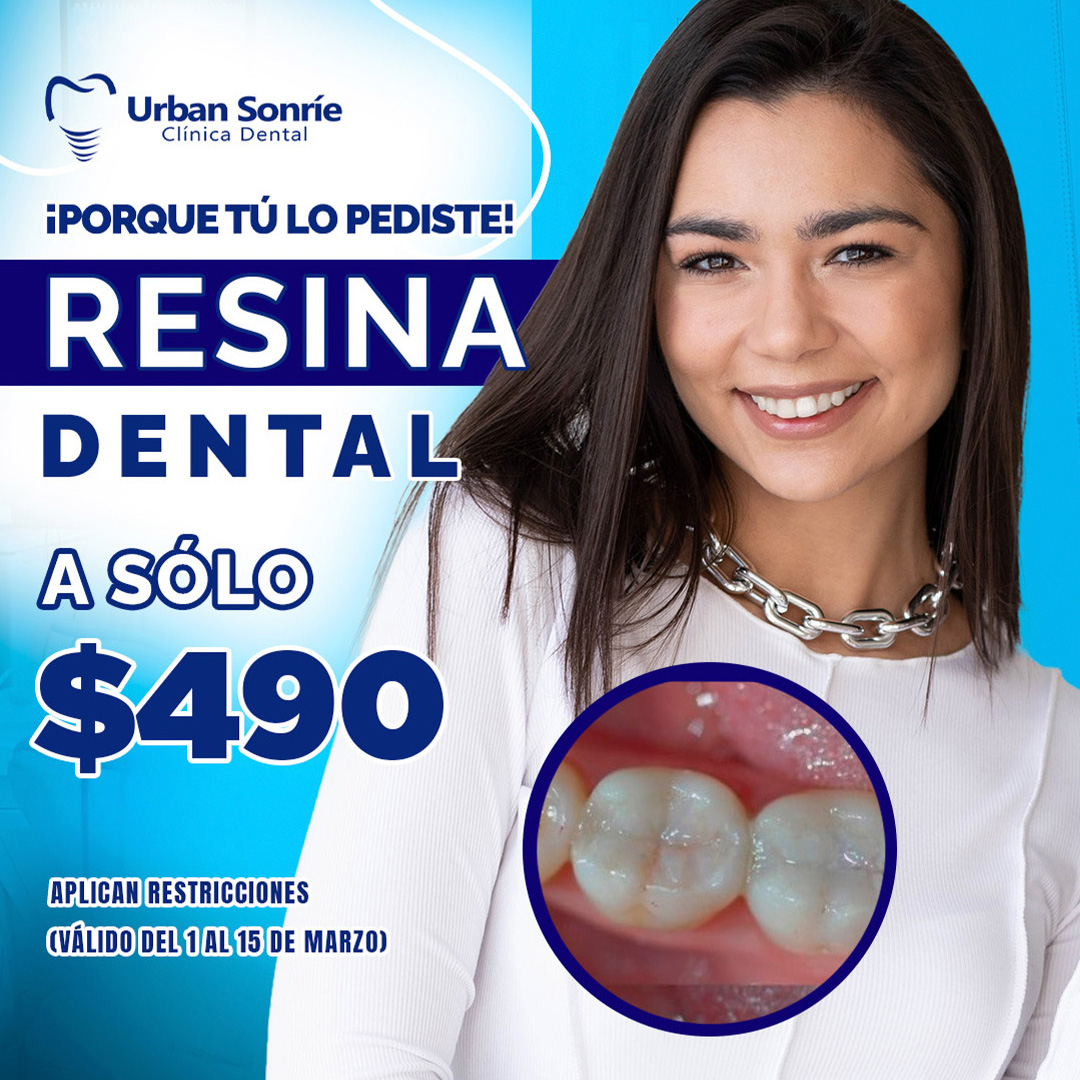 Urban Sonríe
Clínica Dental
¡PORQUE TÚ LO PEDISTE!
RESINA
DENTAL
A SÓLO
$490
APLICAN RESTRICCIONES
(VÁLIDO DEL 1 AL 15 DE MARZO)